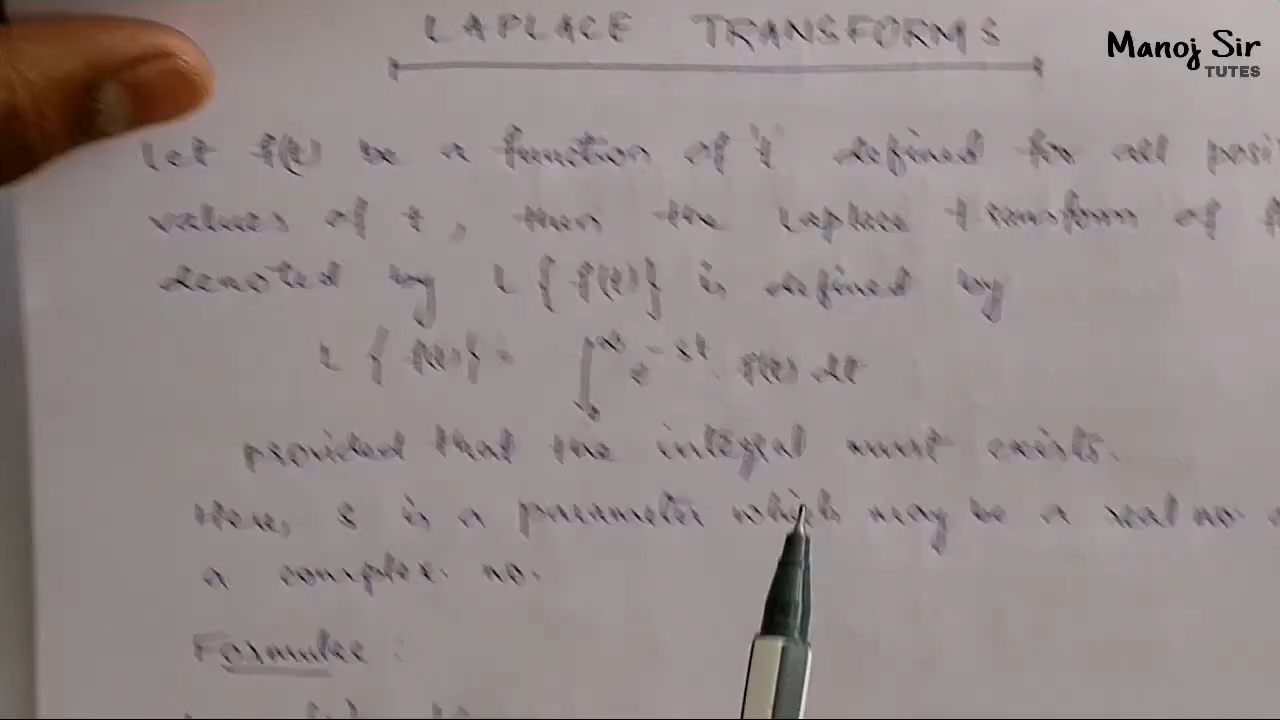 LAPLACE TRANSFORMS
Manoj Sir
TUTES
Let f(t) be a function of 't' defined for all posi
values of t, then the Laplace transform of f
denoted by L{f(t)} is defined by
L{f(t)} = ∫∞ e^-st. f(t) dt
provided that the integral must exists.
Here, s is a parameter which may be a real no.
a complex. no.
Formulae :